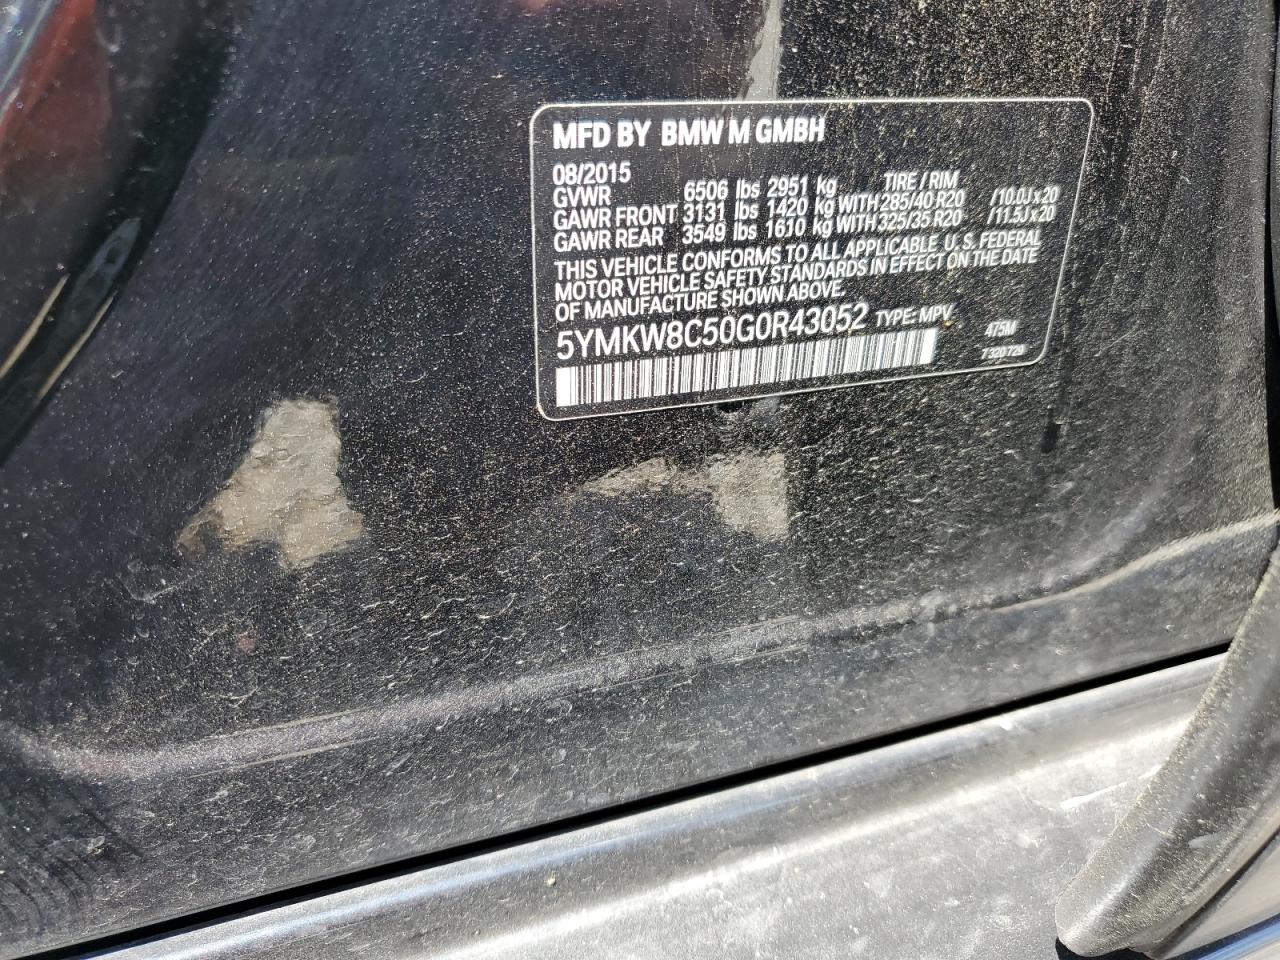 MFD BY BMW M GMBH
08/2015
TIRE / RIM
GVWR 6506 lbs 2951 kg
GAWR FRONT 3131 lbs 1420 kg WITH 285/40 R20 /10.0J x 20
GAWR REAR 3549 lbs 1610 kg WITH 325/35 R20 /11.5J x 20
THIS VEHICLE CONFORMS TO ALL APPLICABLE U.S. FEDERAL
MOTOR VEHICLE SAFETY STANDARDS IN EFFECT ON THE DATE
OF MANUFACTURE SHOWN ABOVE.
5YMKW8C50G0R43052 TYPE: MPV
475M
7320729